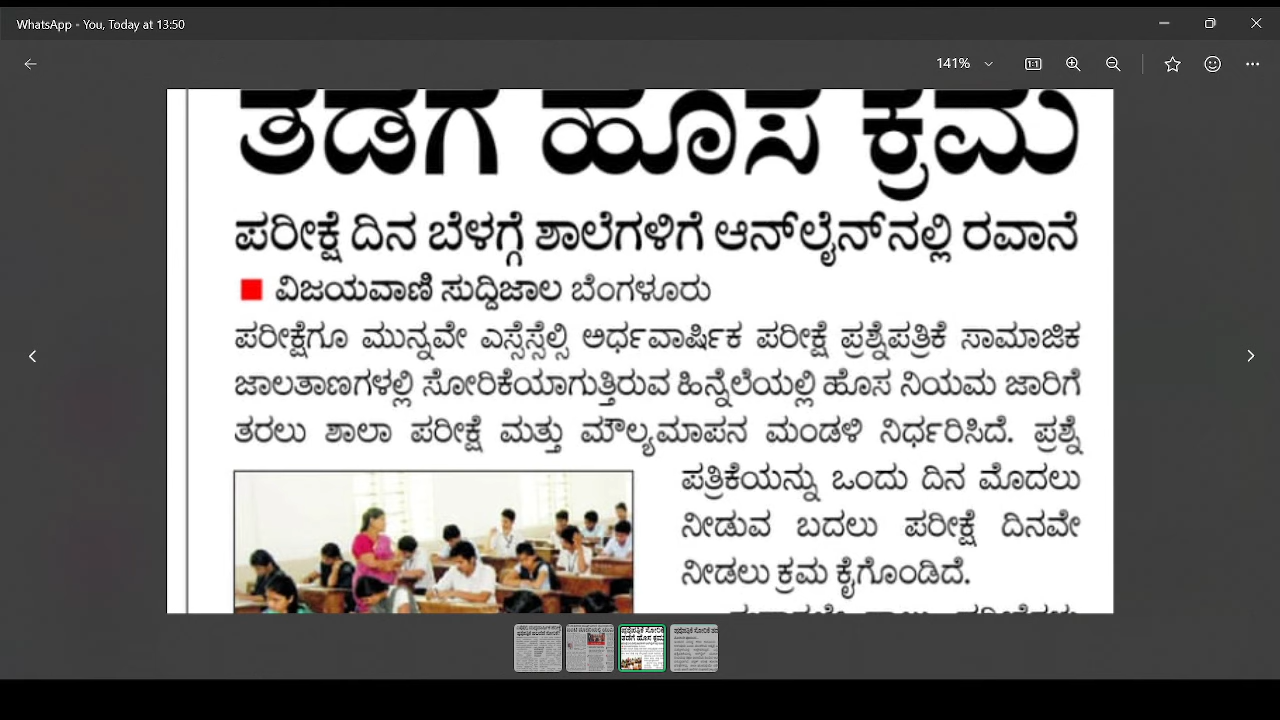 WhatsApp - You, Today at 13:50
141%
ತಡೆಗೆ ಹೊಸ ಕ್ರಮ
ಪರೀಕ್ಷೆ ದಿನ ಬೆಳಗ್ಗೆ ಶಾಲೆಗಳಿಗೆ ಆನ್‌ಲೈನ್‌ನಲ್ಲಿ ರವಾನೆ
ವಿಜಯವಾಣಿ ಸುದ್ದಿಜಾಲ ಬೆಂಗಳೂರು
ಪರೀಕ್ಷೆಗೂ ಮುನ್ನವೇ ಎಸ್ಸೆಸ್ಸೆಲ್ಸಿ ಅರ್ಧವಾರ್ಷಿಕ ಪರೀಕ್ಷೆ ಪ್ರಶ್ನೆಪತ್ರಿಕೆ ಸಾಮಾಜಿಕ
ಜಾಲತಾಣಗಳಲ್ಲಿ ಸೋರಿಕೆಯಾಗುತ್ತಿರುವ ಹಿನ್ನೆಲೆಯಲ್ಲಿ ಹೊಸ ನಿಯಮ ಜಾರಿಗೆ
ತರಲು ಶಾಲಾ ಪರೀಕ್ಷೆ ಮತ್ತು ಮೌಲ್ಯಮಾಪನ ಮಂಡಳಿ ನಿರ್ಧರಿಸಿದೆ. ಪ್ರಶ್ನೆ
ಪತ್ರಿಕೆಯನ್ನು ಒಂದು ದಿನ ಮೊದಲು
ನೀಡುವ ಬದಲು ಪರೀಕ್ಷೆ ದಿನವೇ
ನೀಡಲು ಕ್ರಮ ಕೈಗೊಂಡಿದೆ.